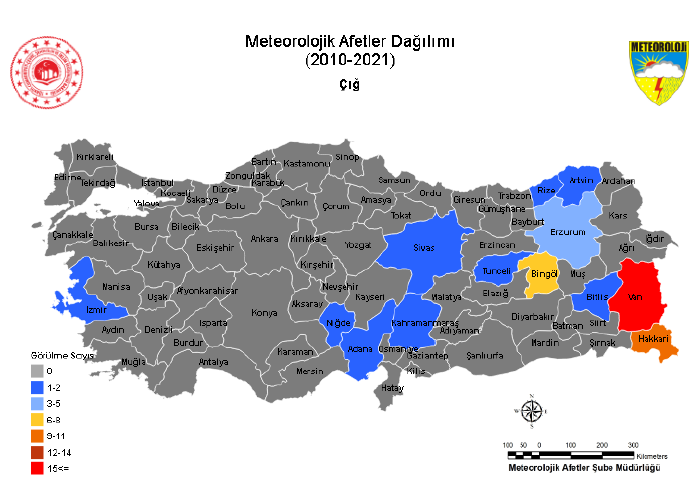 Meteorolojik Afetler Dağılımı
(2010-2021)
Çığ
METEOROLOJİ
Kırklareli
Edirne
Tekirdağ
İstanbul
Kocaeli
Yalova
Sakarya
Düzce
Zonguldak
Bartın
Karabük
Kastamonu
Sinop
Bolu
Çankırı
Çorum
Samsun
Amasya
Ordu
Tokat
Giresun
Trabzon
Gümüşhane
Rize
Artvin
Ardahan
Bayburt
Kars
Erzurum
Iğdır
Ağrı
Çanakkale
Balıkesir
Bursa
Bilecik
Eskişehir
Ankara
Kırıkkale
Yozgat
Sivas
Erzincan
Kütahya
Kırşehir
Tunceli
Bingöl
Muş
Manisa
Uşak
Afyonkarahisar
Nevşehir
Kayseri
Malatya
Elazığ
Bitlis
Van
İzmir
Aksaray
Konya
Isparta
Niğde
Kahramanmaraş
Adıyaman
Diyarbakır
Batman
Siirt
Hakkari
Aydın
Denizli
Burdur
Karaman
Adana
Osmaniye
Gaziantep
Şanlıurfa
Mardin
Şırnak
Muğla
Antalya
Mersin
Kilis
Hatay
Görülme Sayısı
0
1-2
3-5
6-8
9-11
12-14
15<=
N
W E
S
100 50 0 100 200 300
Kilometers
Meteorolojik Afetler Şube Müdürlüğü